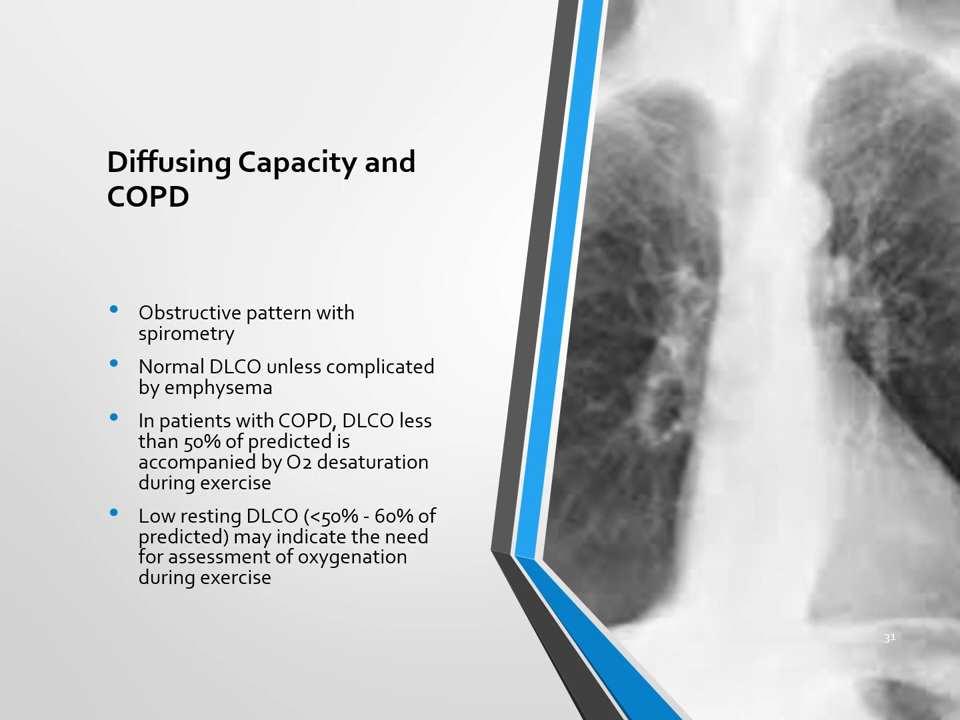 Diffusing Capacity and
COPD
• Obstructive pattern with
spirometry
• Normal DLCO unless complicated
by emphysema
• In patients with COPD, DLCO less
than 50% of predicted is
accompanied by O2 desaturation
during exercise
• Low resting DLCO (<50% - 60% of
predicted) may indicate the need
for assessment of oxygenation
during exercise
31